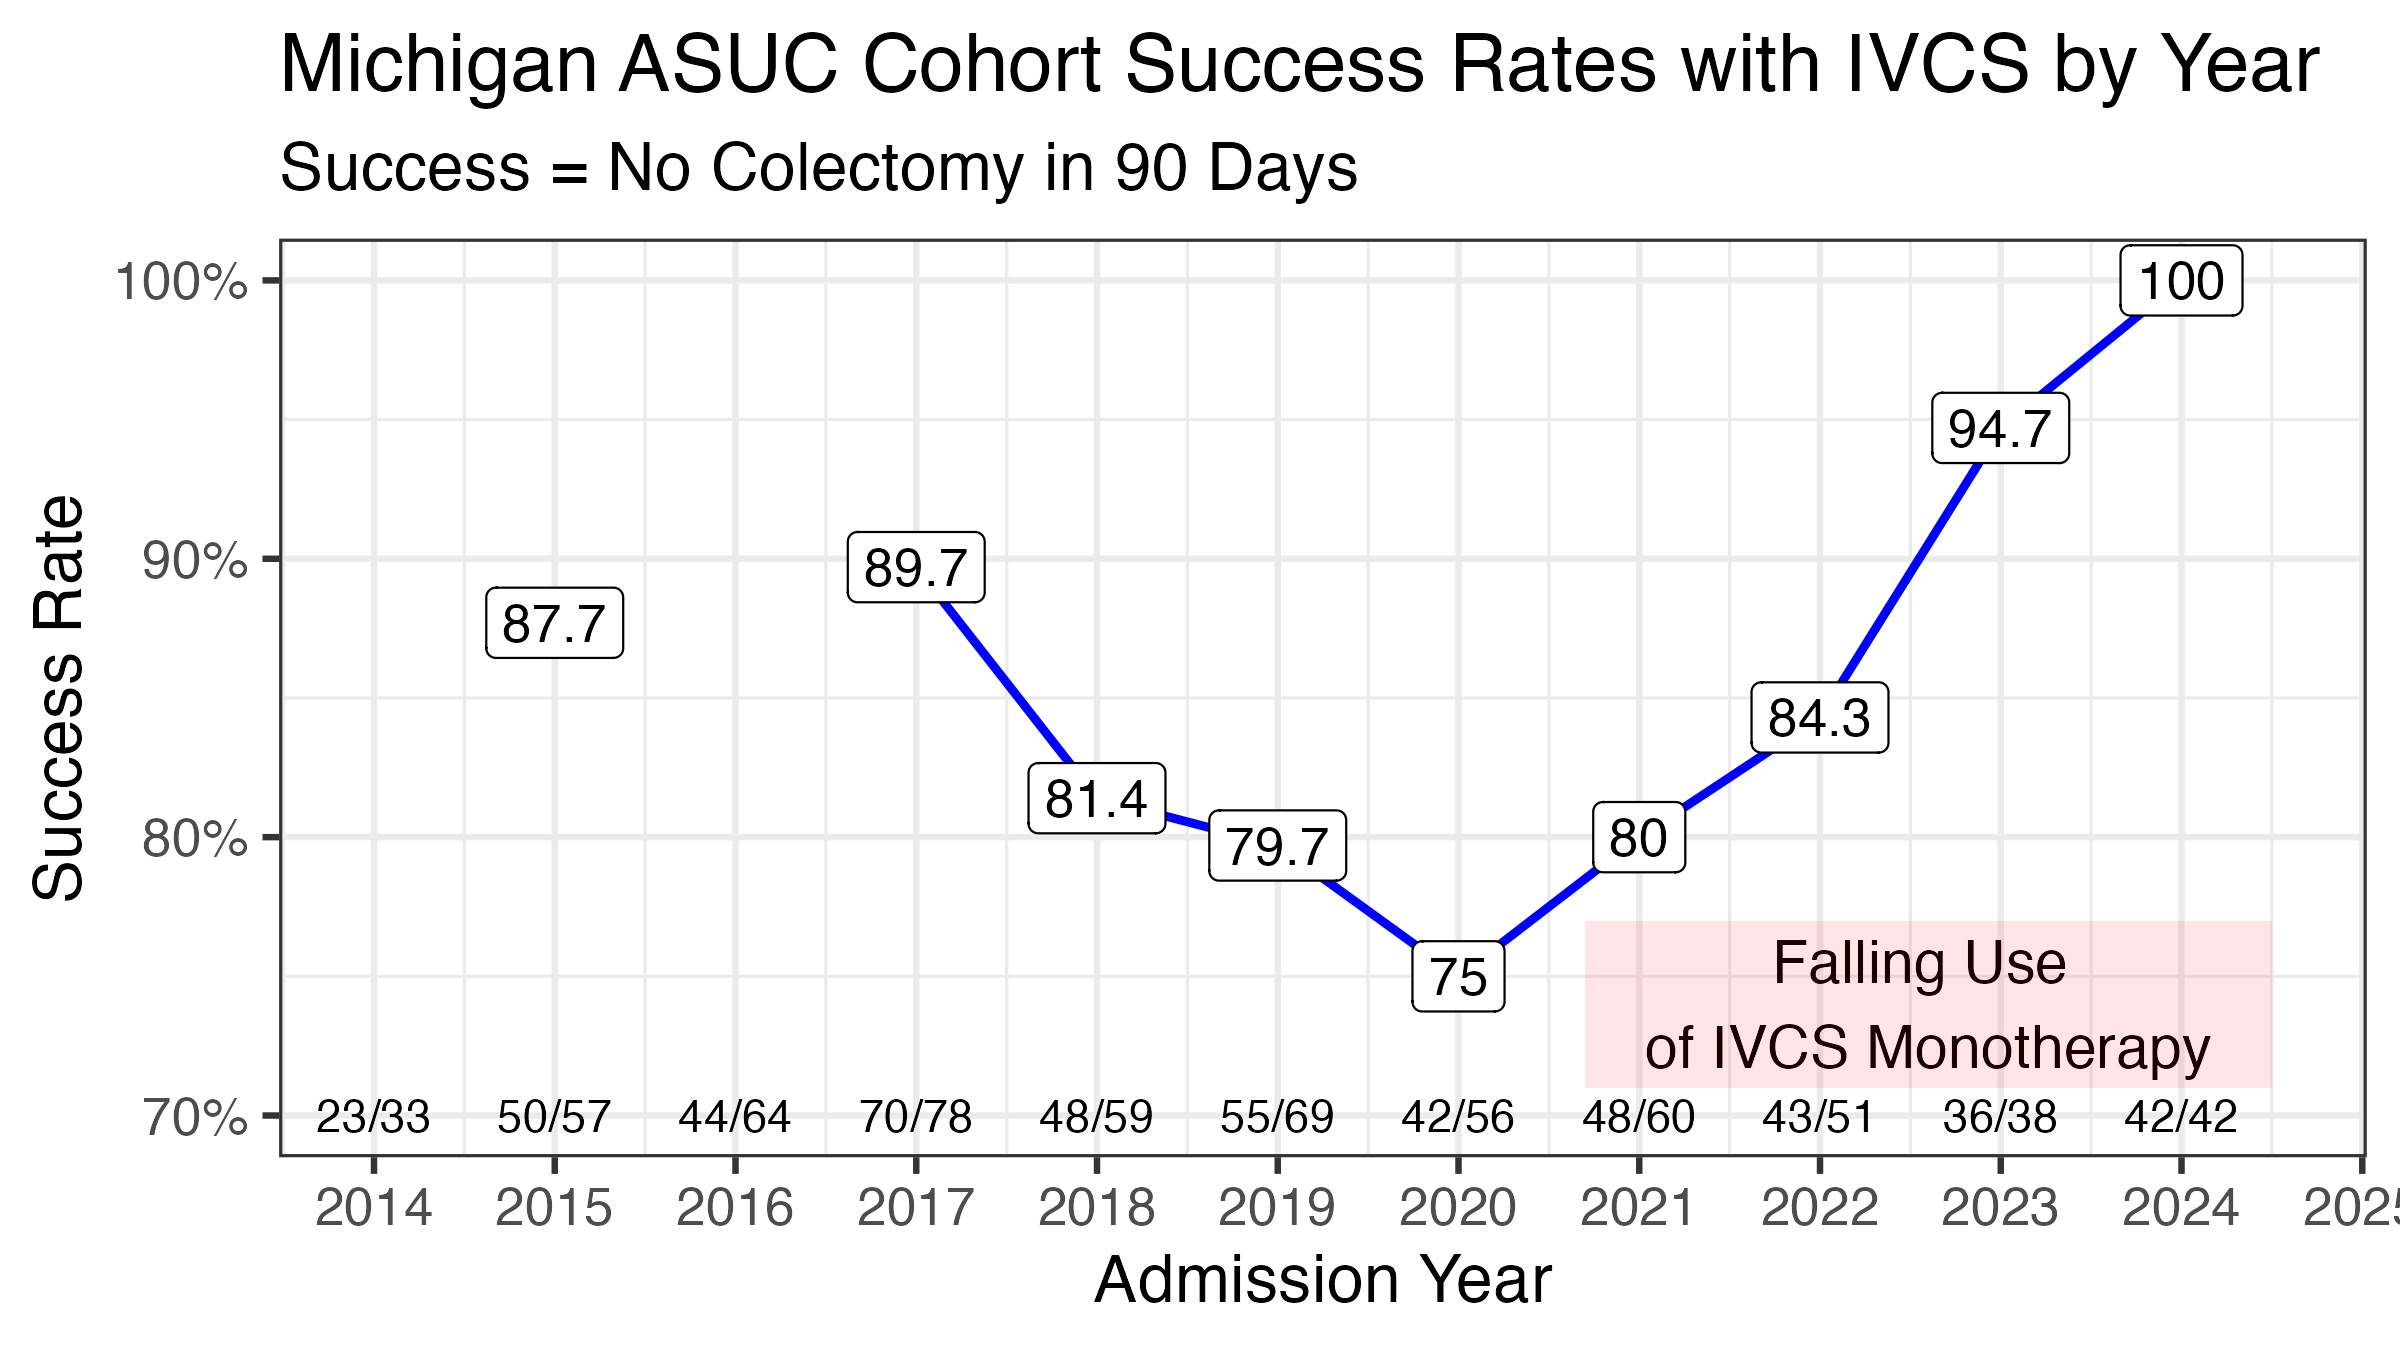 Michigan ASUC Cohort Success Rates with IVCS by Year
Success = No Colectomy in 90 Days
Success Rate
100%
90%
80%
70%
87.7
89.7
81.4
79.7
75
80
84.3
94.7
100
Falling Use
of IVCS Monotherapy
23/33 50/57 44/64 70/78 48/59 55/69 42/56 48/60 43/51 36/38 42/42
2014 2015 2016 2017 2018 2019 2020 2021 2022 2023 2024 2025
Admission Year